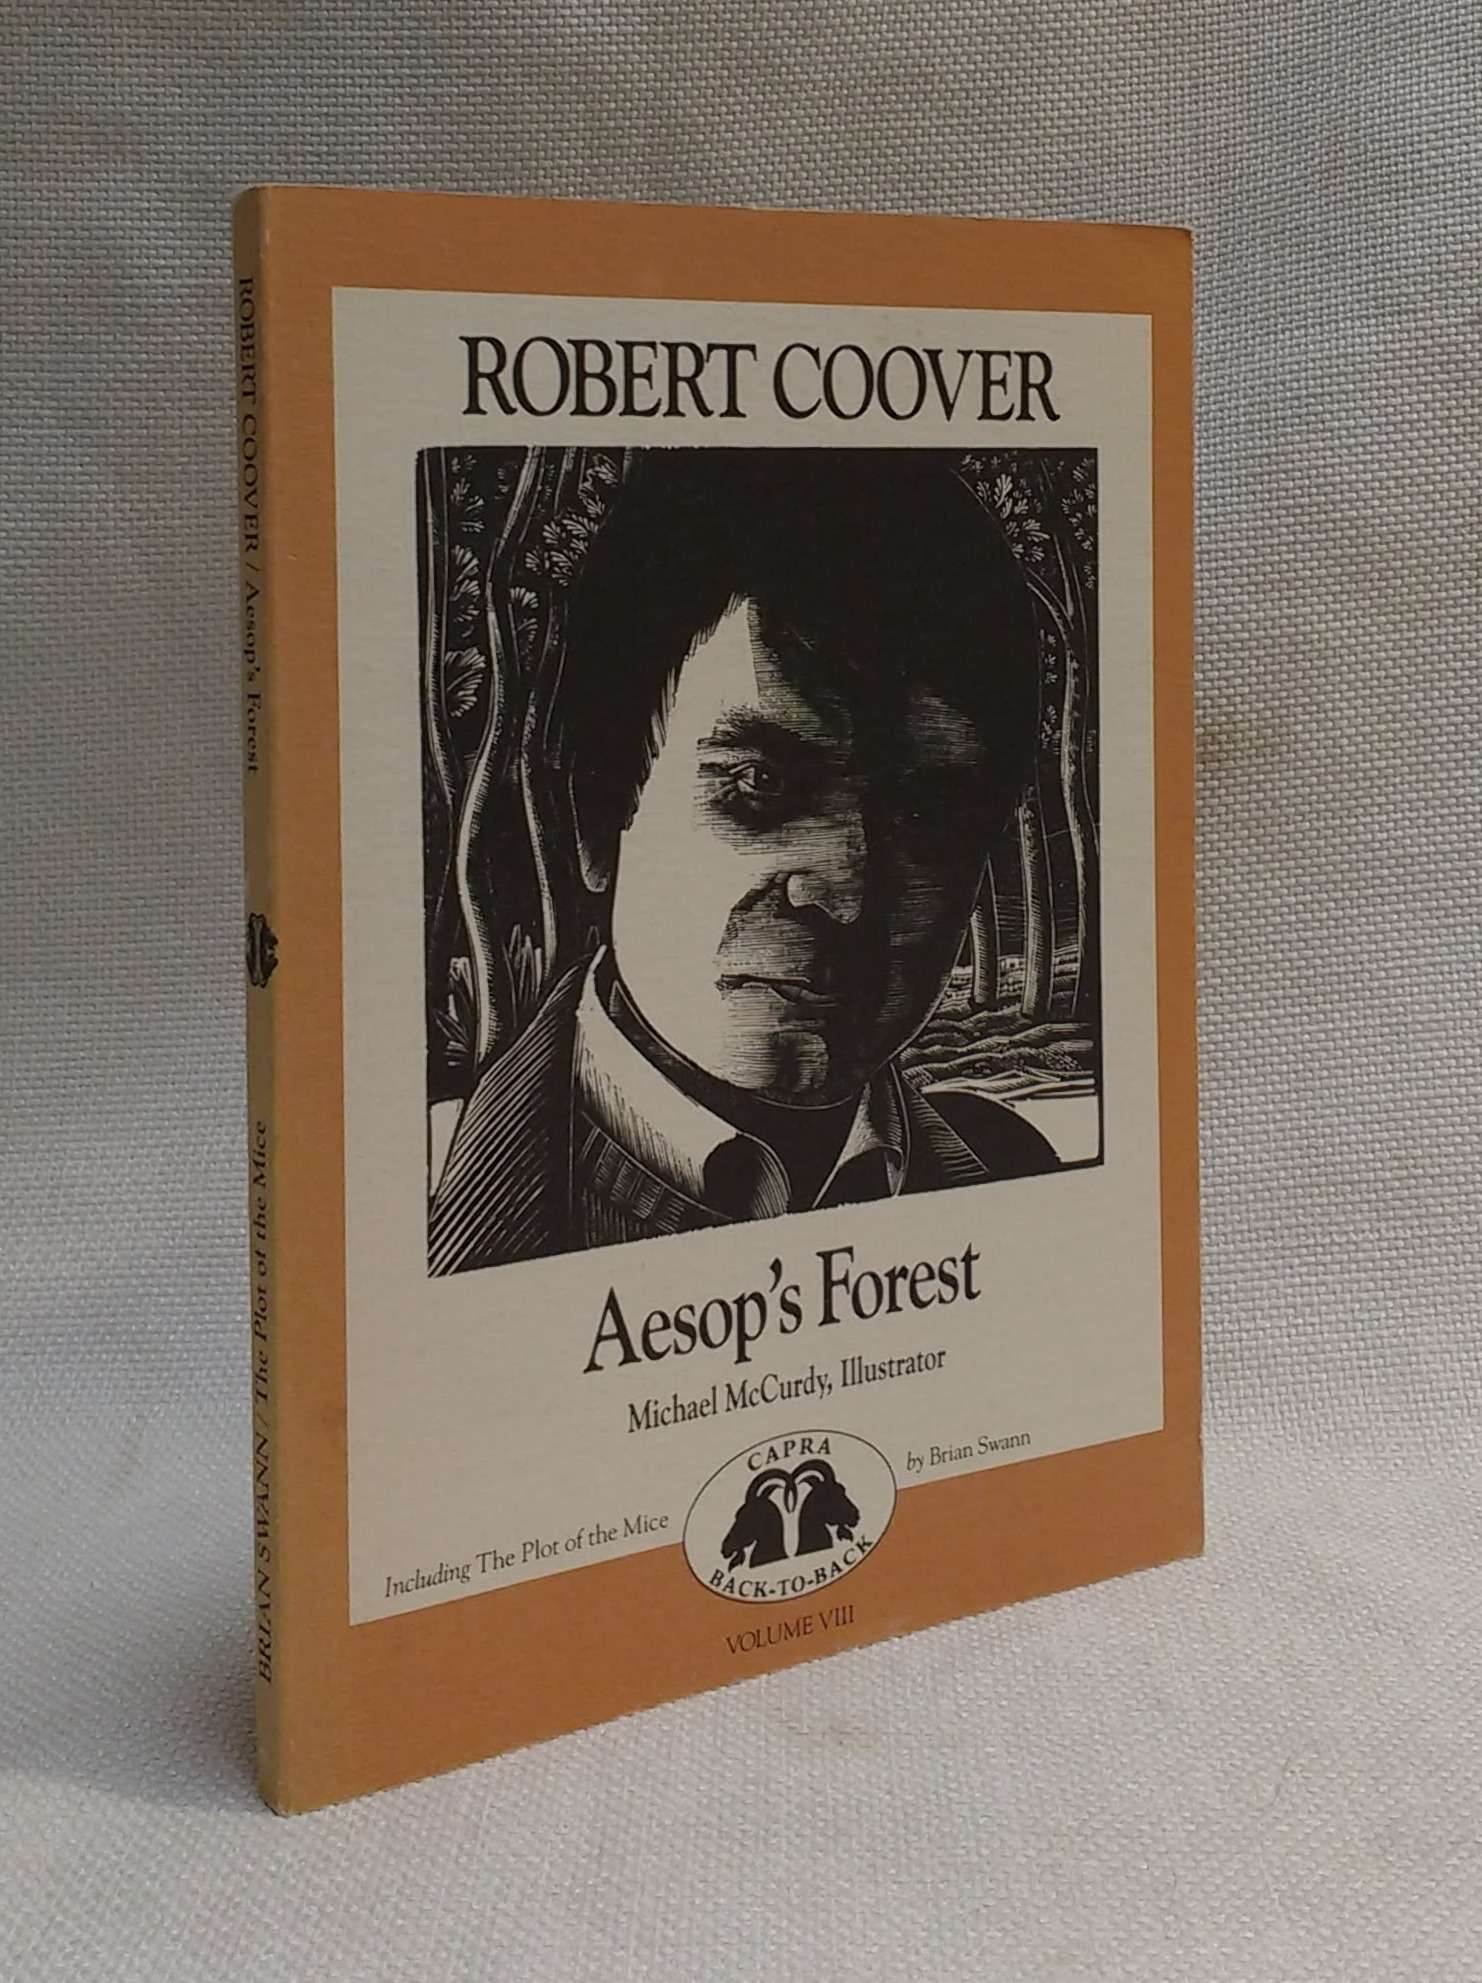 ROBERT COOVER / Aesop's Forest
BRIAN SWANN / The Plot of the Mice
ROBERT COOVER
Aesop's Forest
Michael McCurdy, Illustrator
Including The Plot of the Mice
by Brian Swann
CAPRA
BACK-TO-BACK
VOLUME VIII